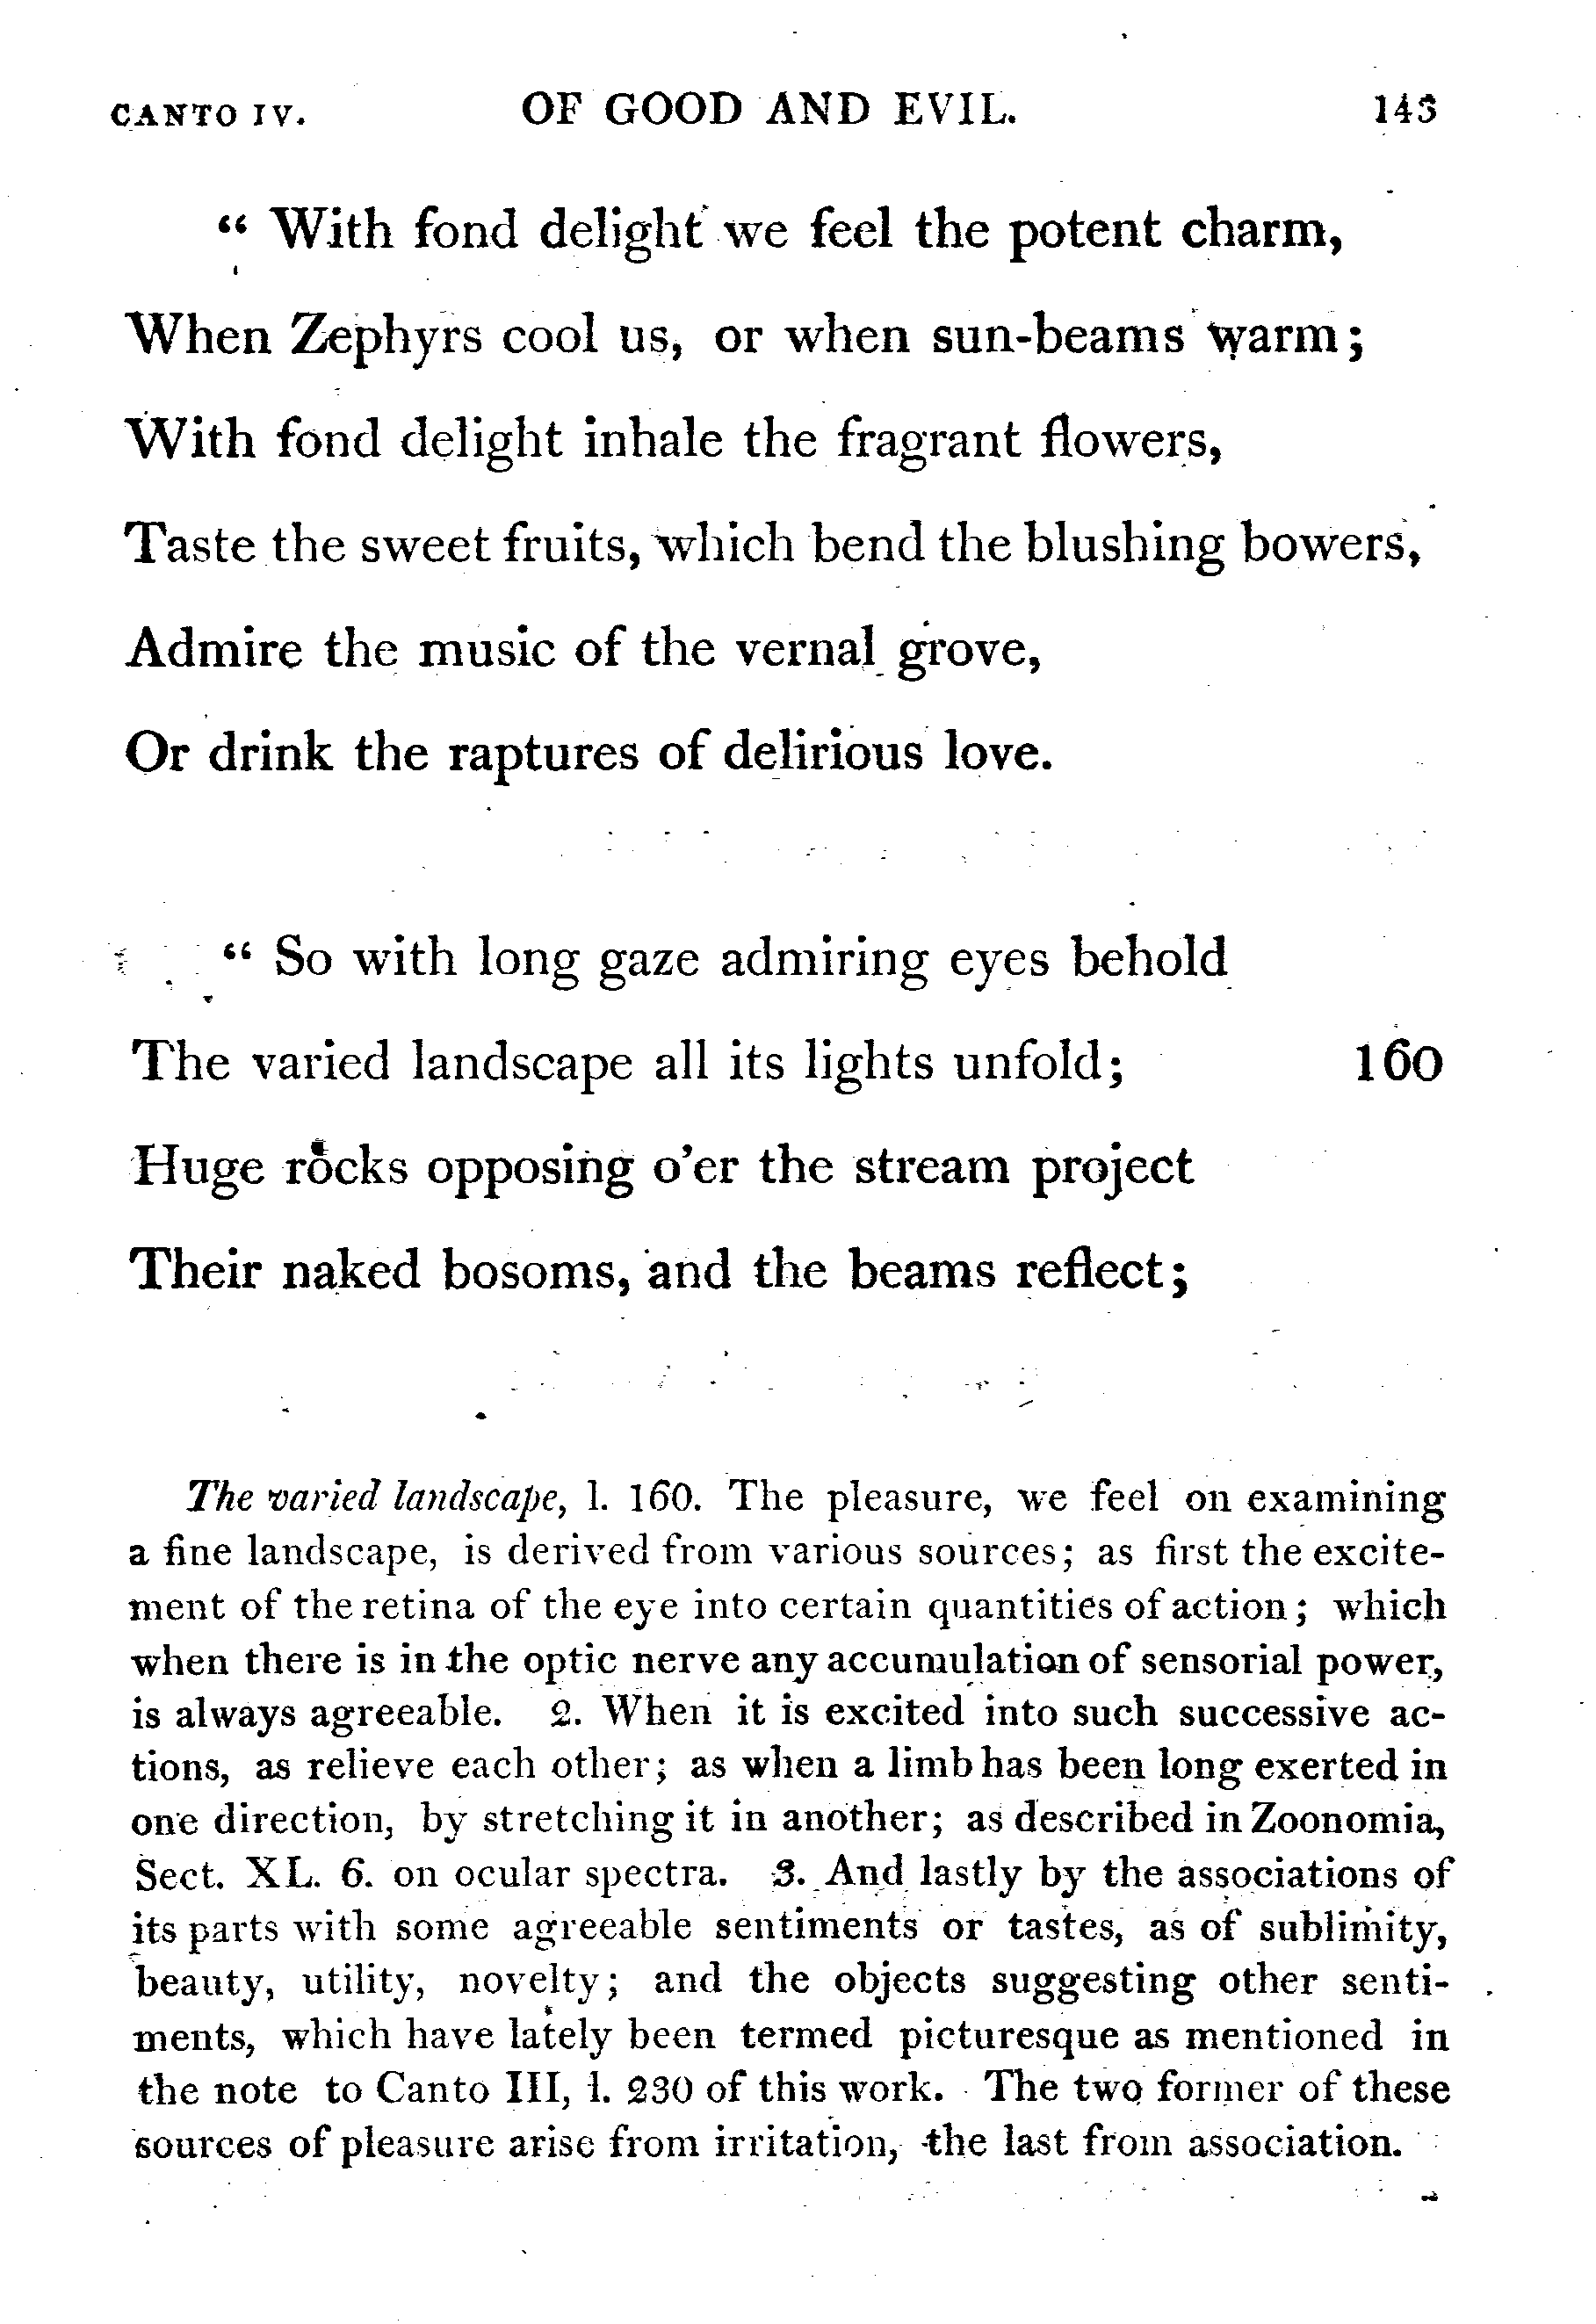 CANTO IV. OF GOOD AND EVIL. 143
“ With fond delight we feel the potent charm,
When Zephyrs cool us, or when sun-beams warm;
With fond delight inhale the fragrant flowers,
Taste the sweet fruits, which bend the blushing bowers,
Admire the music of the vernal grove,
Or drink the raptures of delirious love.
“ So with long gaze admiring eyes behold
The varied landscape all its lights unfold; 160
Huge rocks opposing o'er the stream project
Their naked bosoms, and the beams reflect;
The varied landscape, l. 160. The pleasure, we feel on examining
a fine landscape, is derived from various sources; as first the excite-
ment of the retina of the eye into certain quantities of action; which
when there is in the optic nerve any accumulation of sensorial power,
is always agreeable. 2. When it is excited into such successive ac-
tions, as relieve each other; as when a limb has been long exerted in
one direction, by stretching it in another; as described in Zoonomia,
Sect. XL. 6. on ocular spectra. 3. And lastly by the associations of
its parts with some agreeable sentiments or tastes, as of sublimity,
beauty, utility, novelty; and the objects suggesting other senti-
ments, which have lately been termed picturesque as mentioned in
the note to Canto III, l. 230 of this work. The two former of these
sources of pleasure arise from irritation, the last from association.